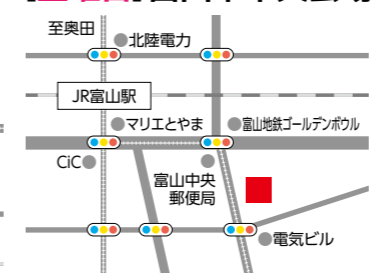 至奥田
北陸電力
JR富山駅
マリエとやま
富山地鉄ゴールデンボウル
CiC
富山中央
郵便局
電気ビル